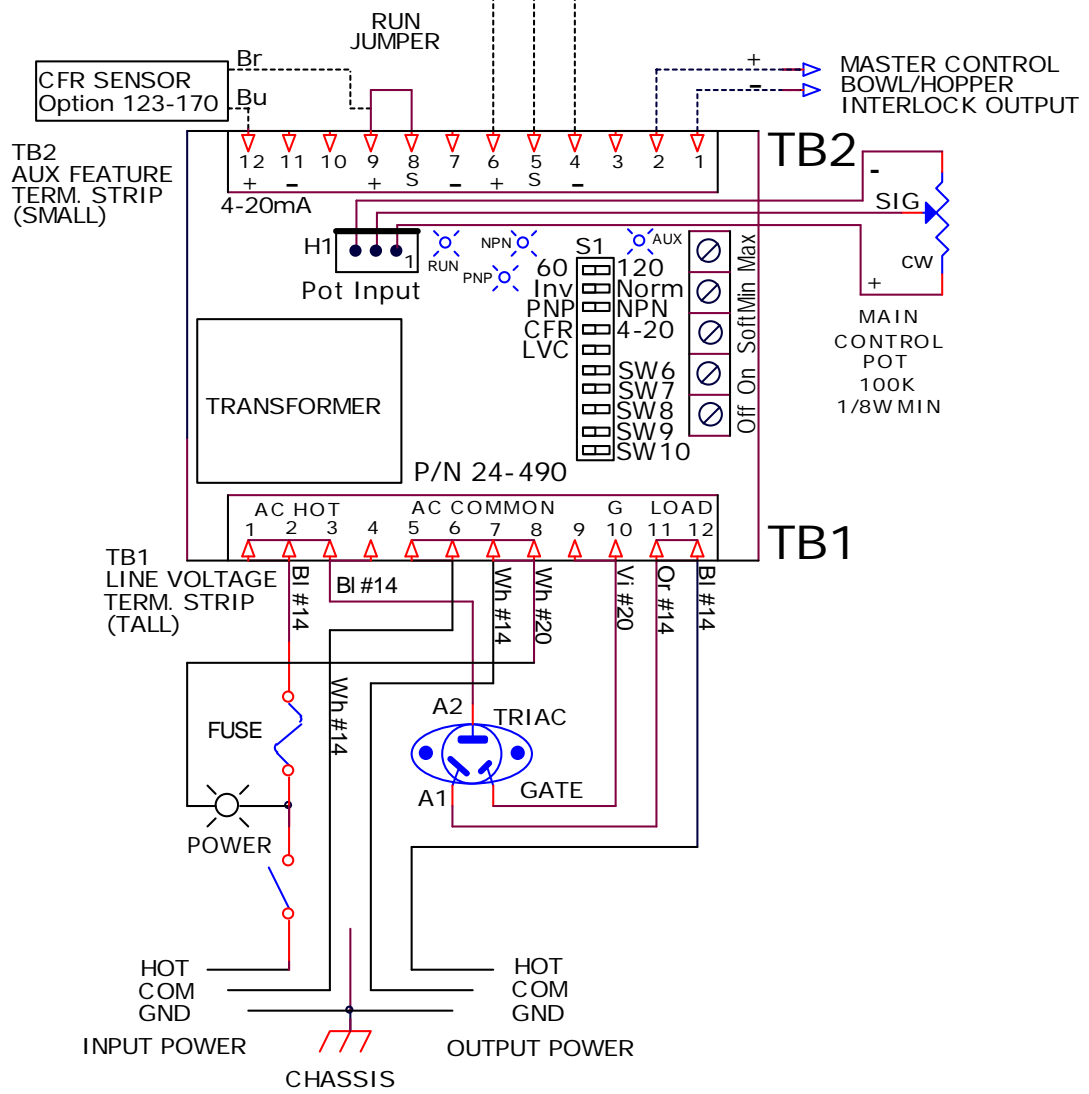 RUN
JUMPER
Br
CFR SENSOR
Option 123-170
Bu
+
-
MASTER CONTROL
BOWL/HOPPER
INTERLOCK OUTPUT
TB2
AUX FEATURE
TERM. STRIP
(SMALL)
12 11 10 9 8 7 6 5 4 3 2 1
+ - + S - + S -
4-20mA
TB2
-
SIG
CW
+
MAIN
CONTROL
POT
100K
1/8W MIN
H1
1
Pot Input
RUN
NPN
PNP
AUX
S1
60 120
Inv Norm
PNP NPN
CFR 4-20
LVC
SW6
SW7
SW8
SW9
SW10
Off On Soft Min Max
TRANSFORMER
P/N 24-490
AC HOT AC COMMON G LOAD
1 2 3 4 5 6 7 8 9 10 11 12
TB1
TB1
LINE VOLTAGE
TERM. STRIP
(TALL)
Bl #14
Bl #14
Wh #14
Wh #20
Vi #20
Or #14
Bl #14
Wh #14
FUSE
A2
TRIAC
A1
GATE
POWER
HOT
COM
GND
INPUT POWER
HOT
COM
GND
OUTPUT POWER
CHASSIS